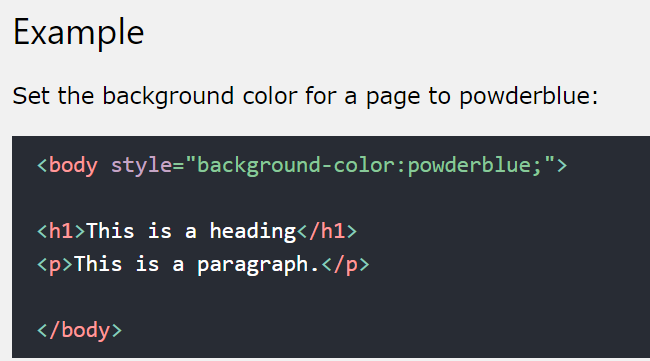 Example
Set the background color for a page to powderblue:
<body style="background-color:powderblue;">
<h1>This is a heading</h1>
<p>This is a paragraph.</p>
</body>